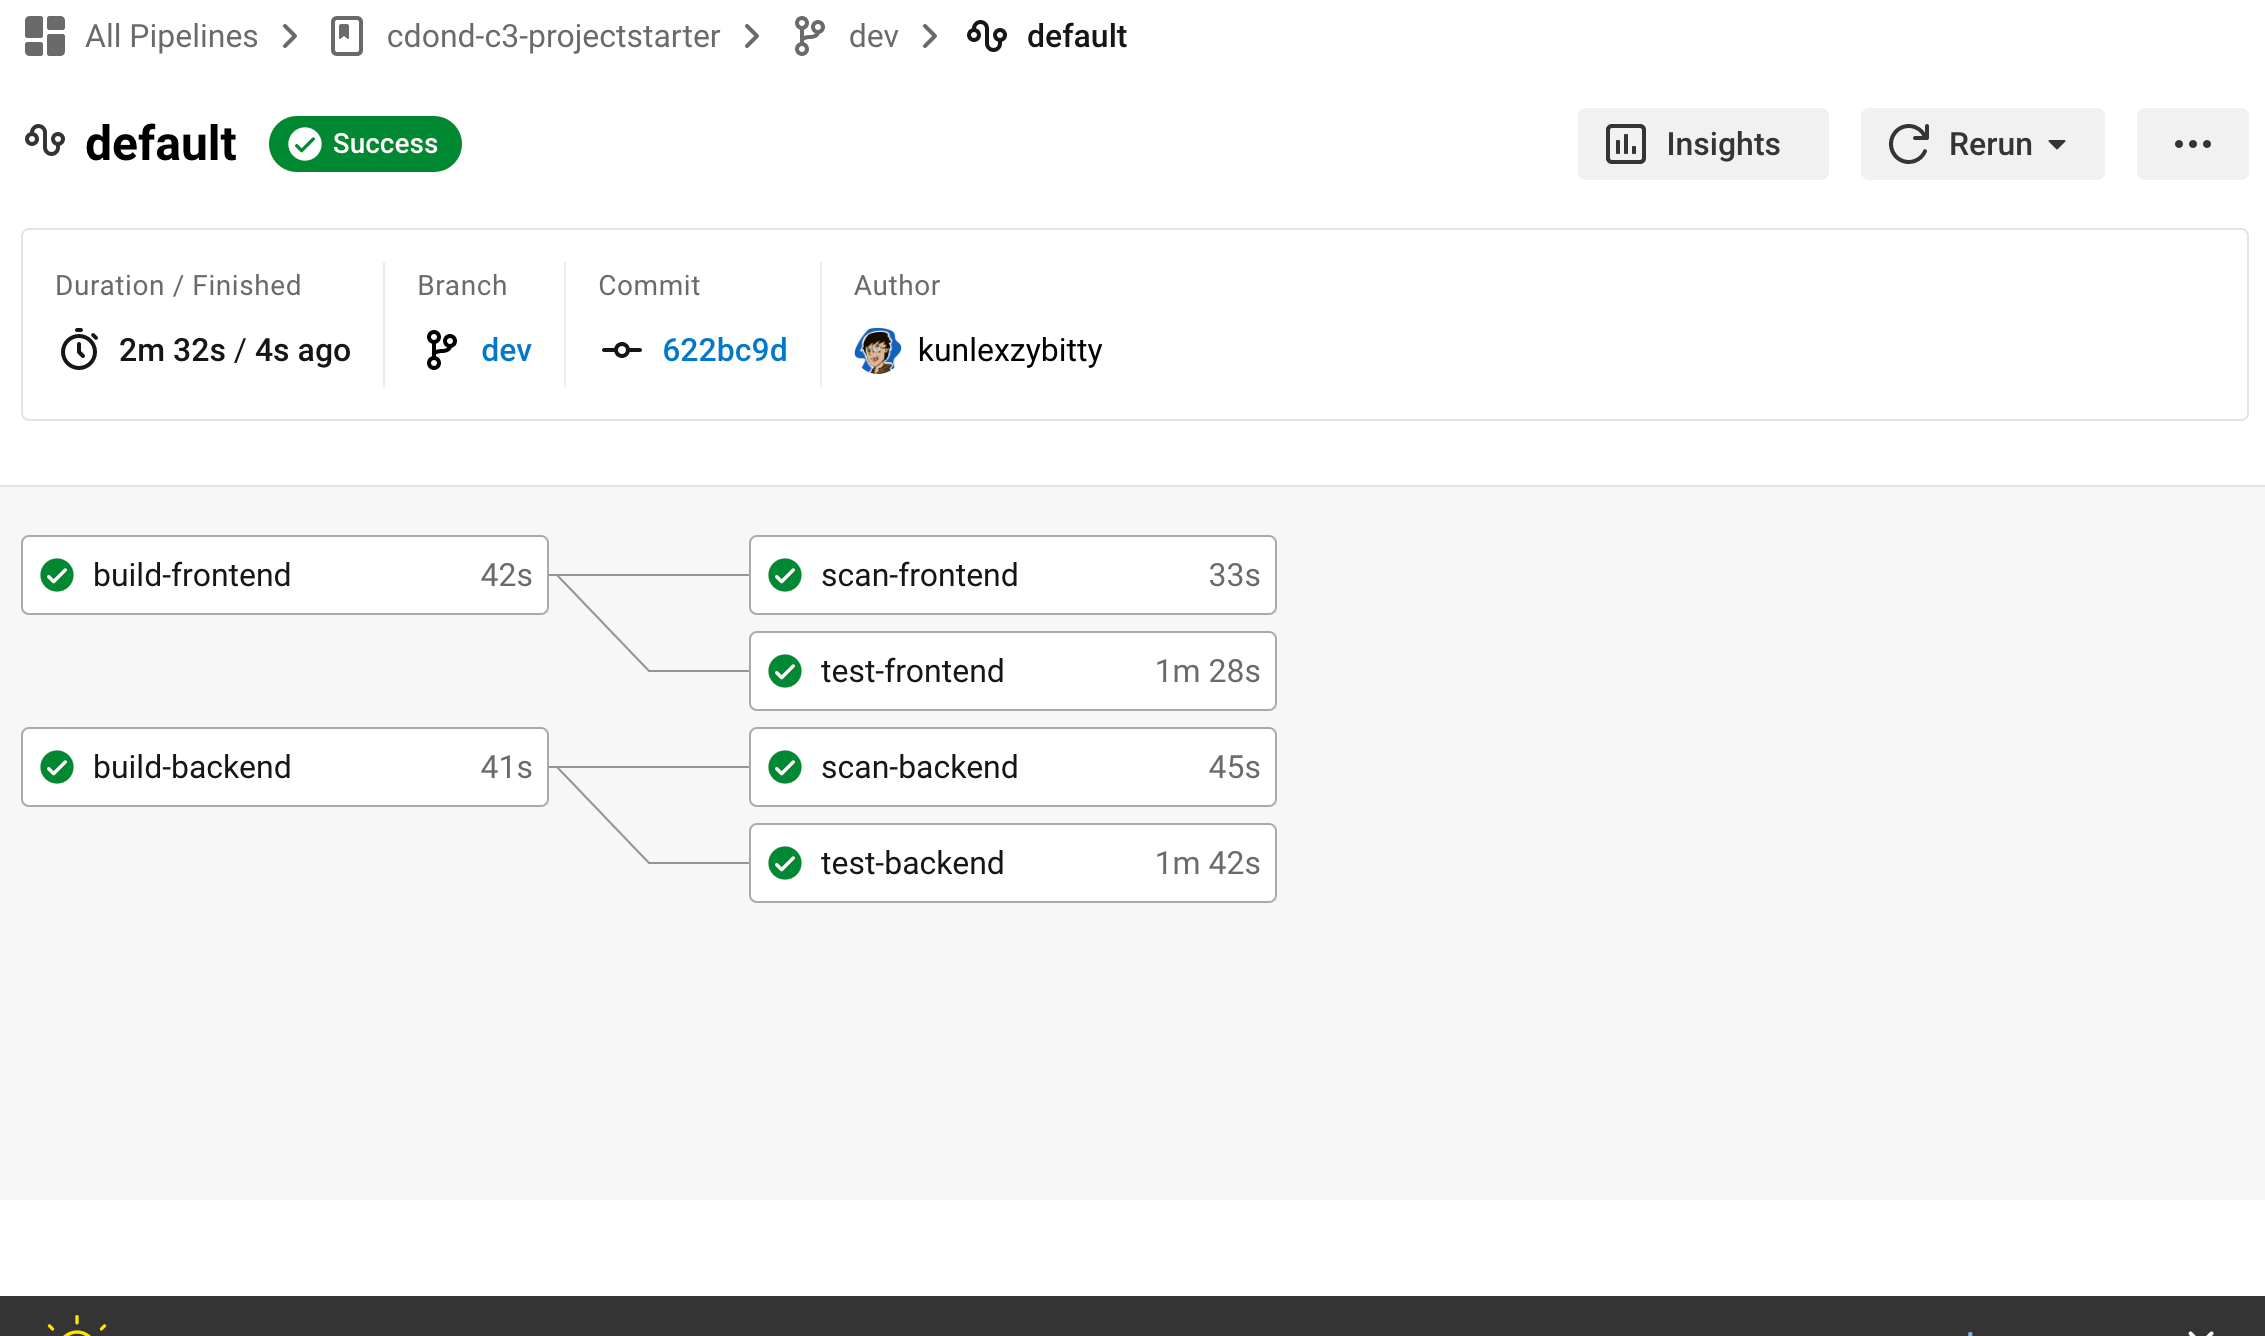 All Pipelines cdond-c3-projectstarter dev default
default Success Insights Rerun
Duration / Finished Branch Commit Author
2m 32s / 4s ago dev 622bc9d kunlexzybitty
build-frontend 42s scan-frontend 33s
test-frontend 1m 28s
build-backend 41s scan-backend 45s
test-backend 1m 42s